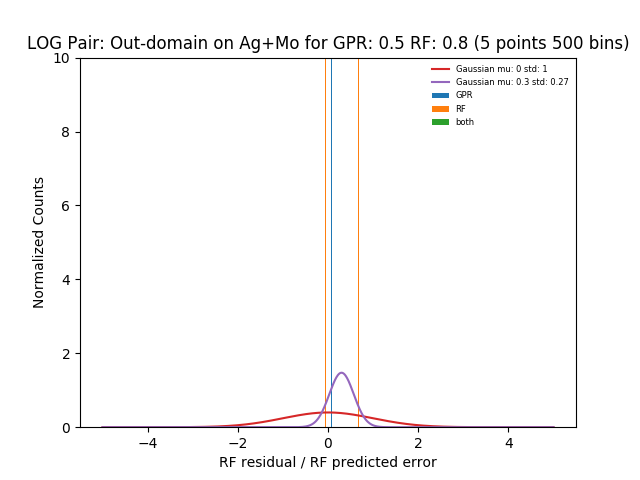 LOG Pair: Out-domain on Ag+Mo for GPR: 0.5 RF: 0.8 (5 points 500 bins)
Gaussian mu: 0 std: 1
Gaussian mu: 0.3 std: 0.27
GPR
RF
both
Normalized Counts
10
8
6
4
2
0
−4
−2
0
2
4
RF residual / RF predicted error